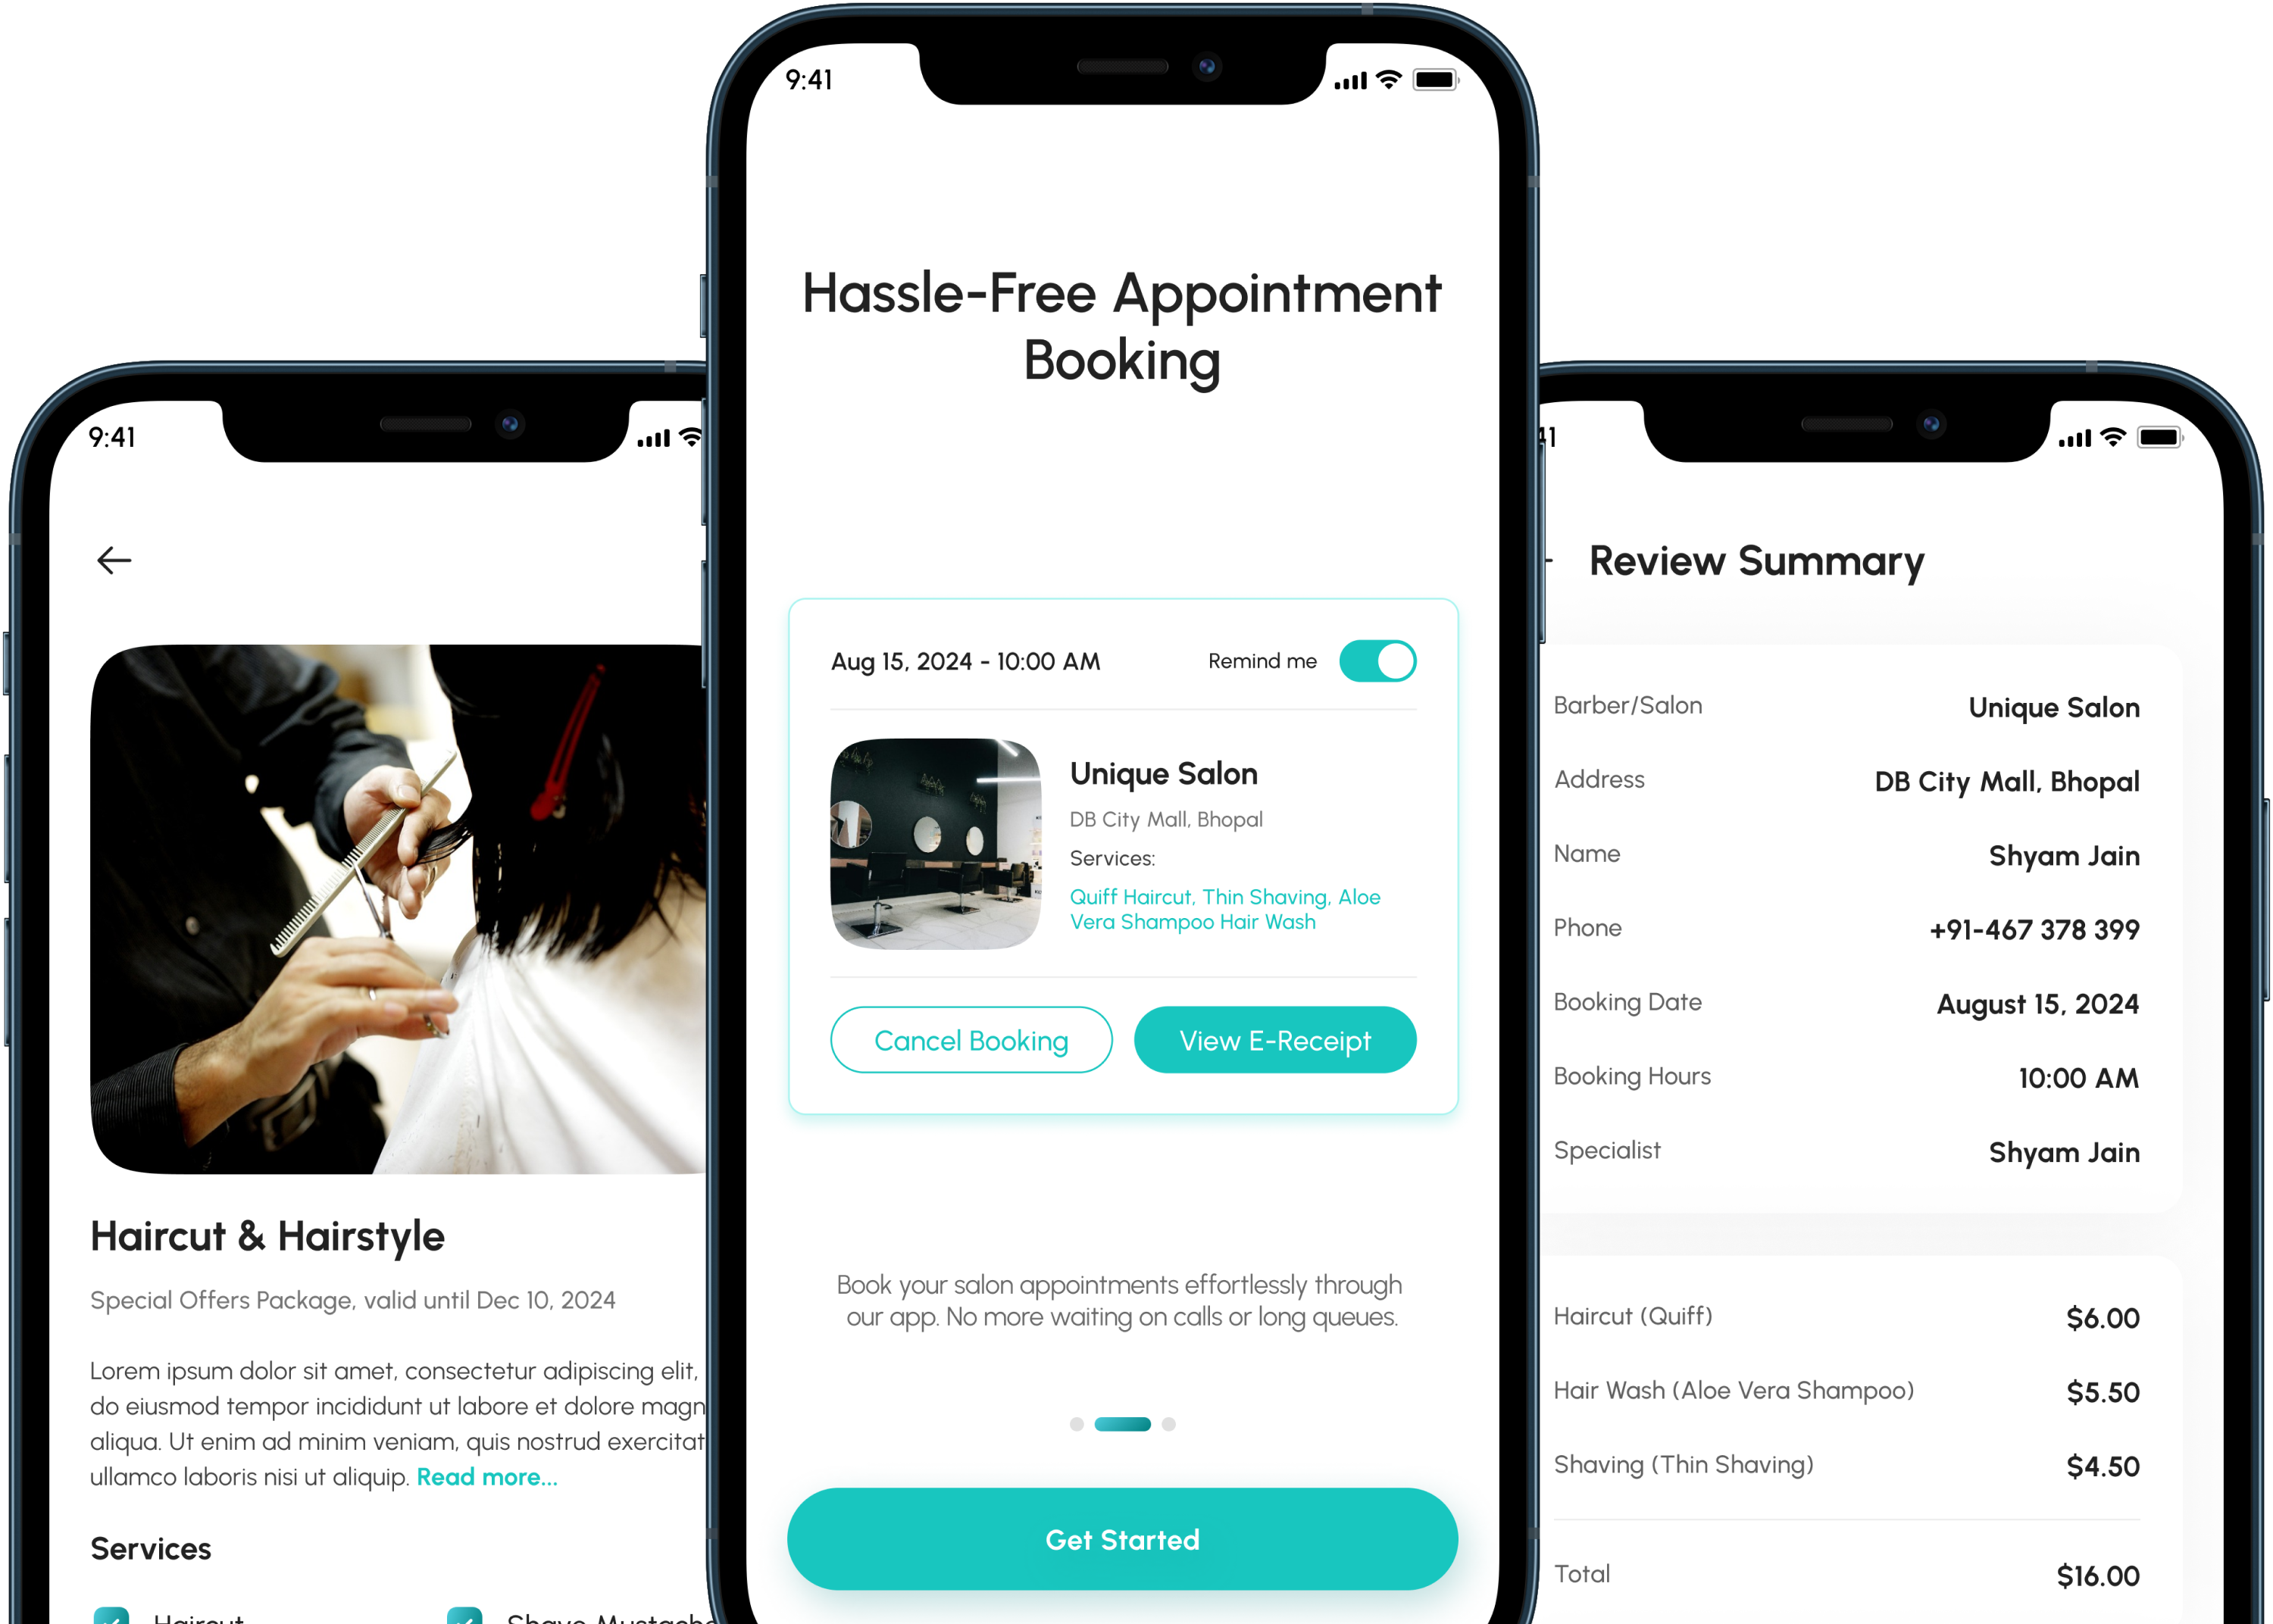 9:41
Haircut & Hairstyle
Special Offers Package, valid until Dec 10, 2024
Lorem ipsum dolor sit amet, consectetur adipiscing elit,
do eiusmod tempor incididunt ut labore et dolore magn
aliqua. Ut enim ad minim veniam, quis nostrud exercitat
ullamco laboris nisi ut aliquip. Read more...
Services
Haircut
Shave Mustache
9:41
Hassle-Free Appointment
Booking
Aug 15, 2024 - 10:00 AM
Remind me
Unique Salon
DB City Mall, Bhopal
Services:
Quiff Haircut, Thin Shaving, Aloe
Vera Shampoo Hair Wash
Cancel Booking
View E-Receipt
Book your salon appointments effortlessly through
our app. No more waiting on calls or long queues.
Get Started
41
Review Summary
Barber/Salon Unique Salon
Address DB City Mall, Bhopal
Name Shyam Jain
Phone +91-467 378 399
Booking Date August 15, 2024
Booking Hours 10:00 AM
Specialist Shyam Jain
Haircut (Quiff) $6.00
Hair Wash (Aloe Vera Shampoo) $5.50
Shaving (Thin Shaving) $4.50
Total $16.00